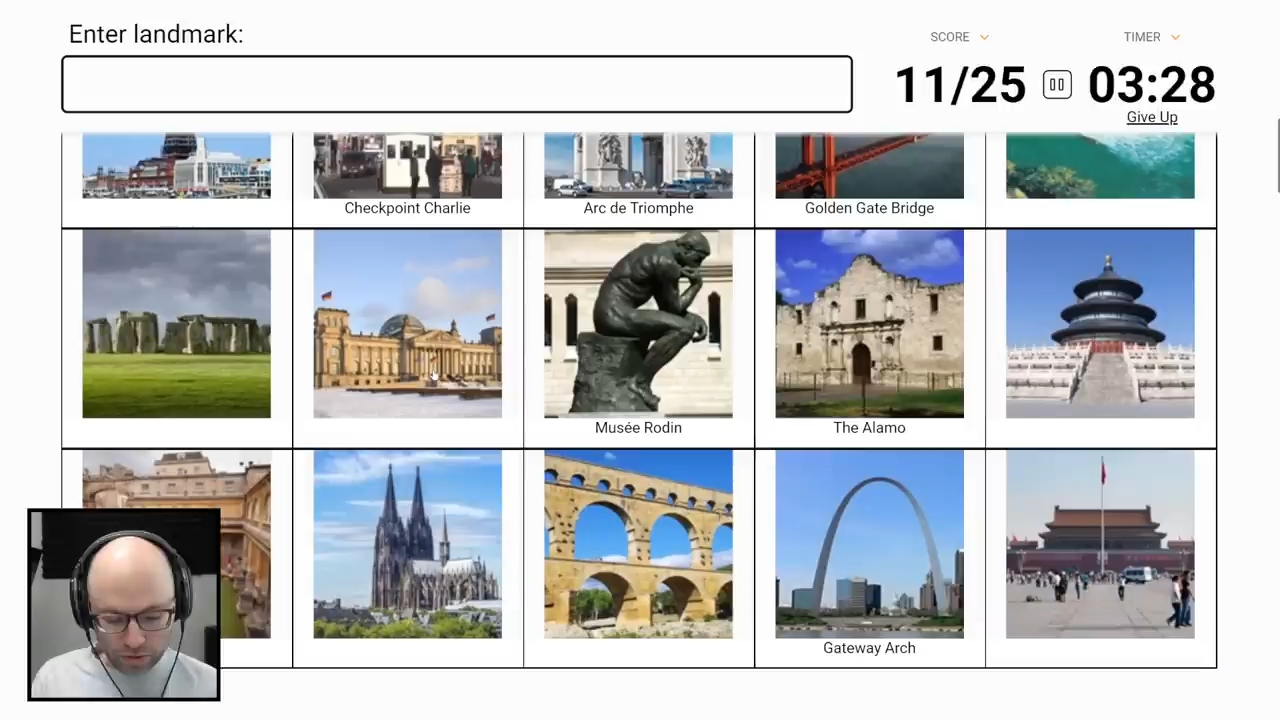 Enter landmark:
SCORE
TIMER
11/25
03:28
Give Up
Checkpoint Charlie
Arc de Triomphe
Golden Gate Bridge
Musée Rodin
The Alamo
Gateway Arch